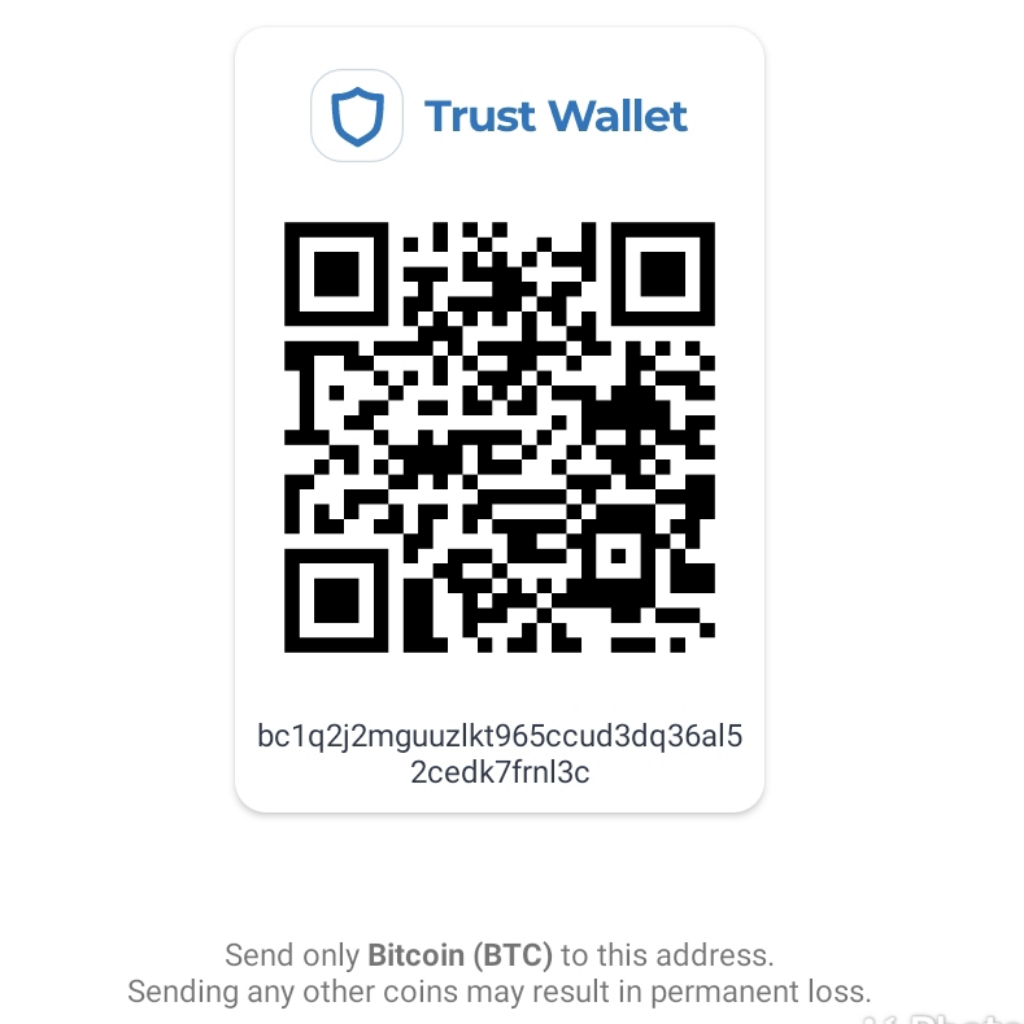 Trust Wallet
bc1q2j2mguuzlkt965ccud3dq36al5
2cedk7frnl3c
Send only Bitcoin (BTC) to this address.
Sending any other coins may result in permanent loss.